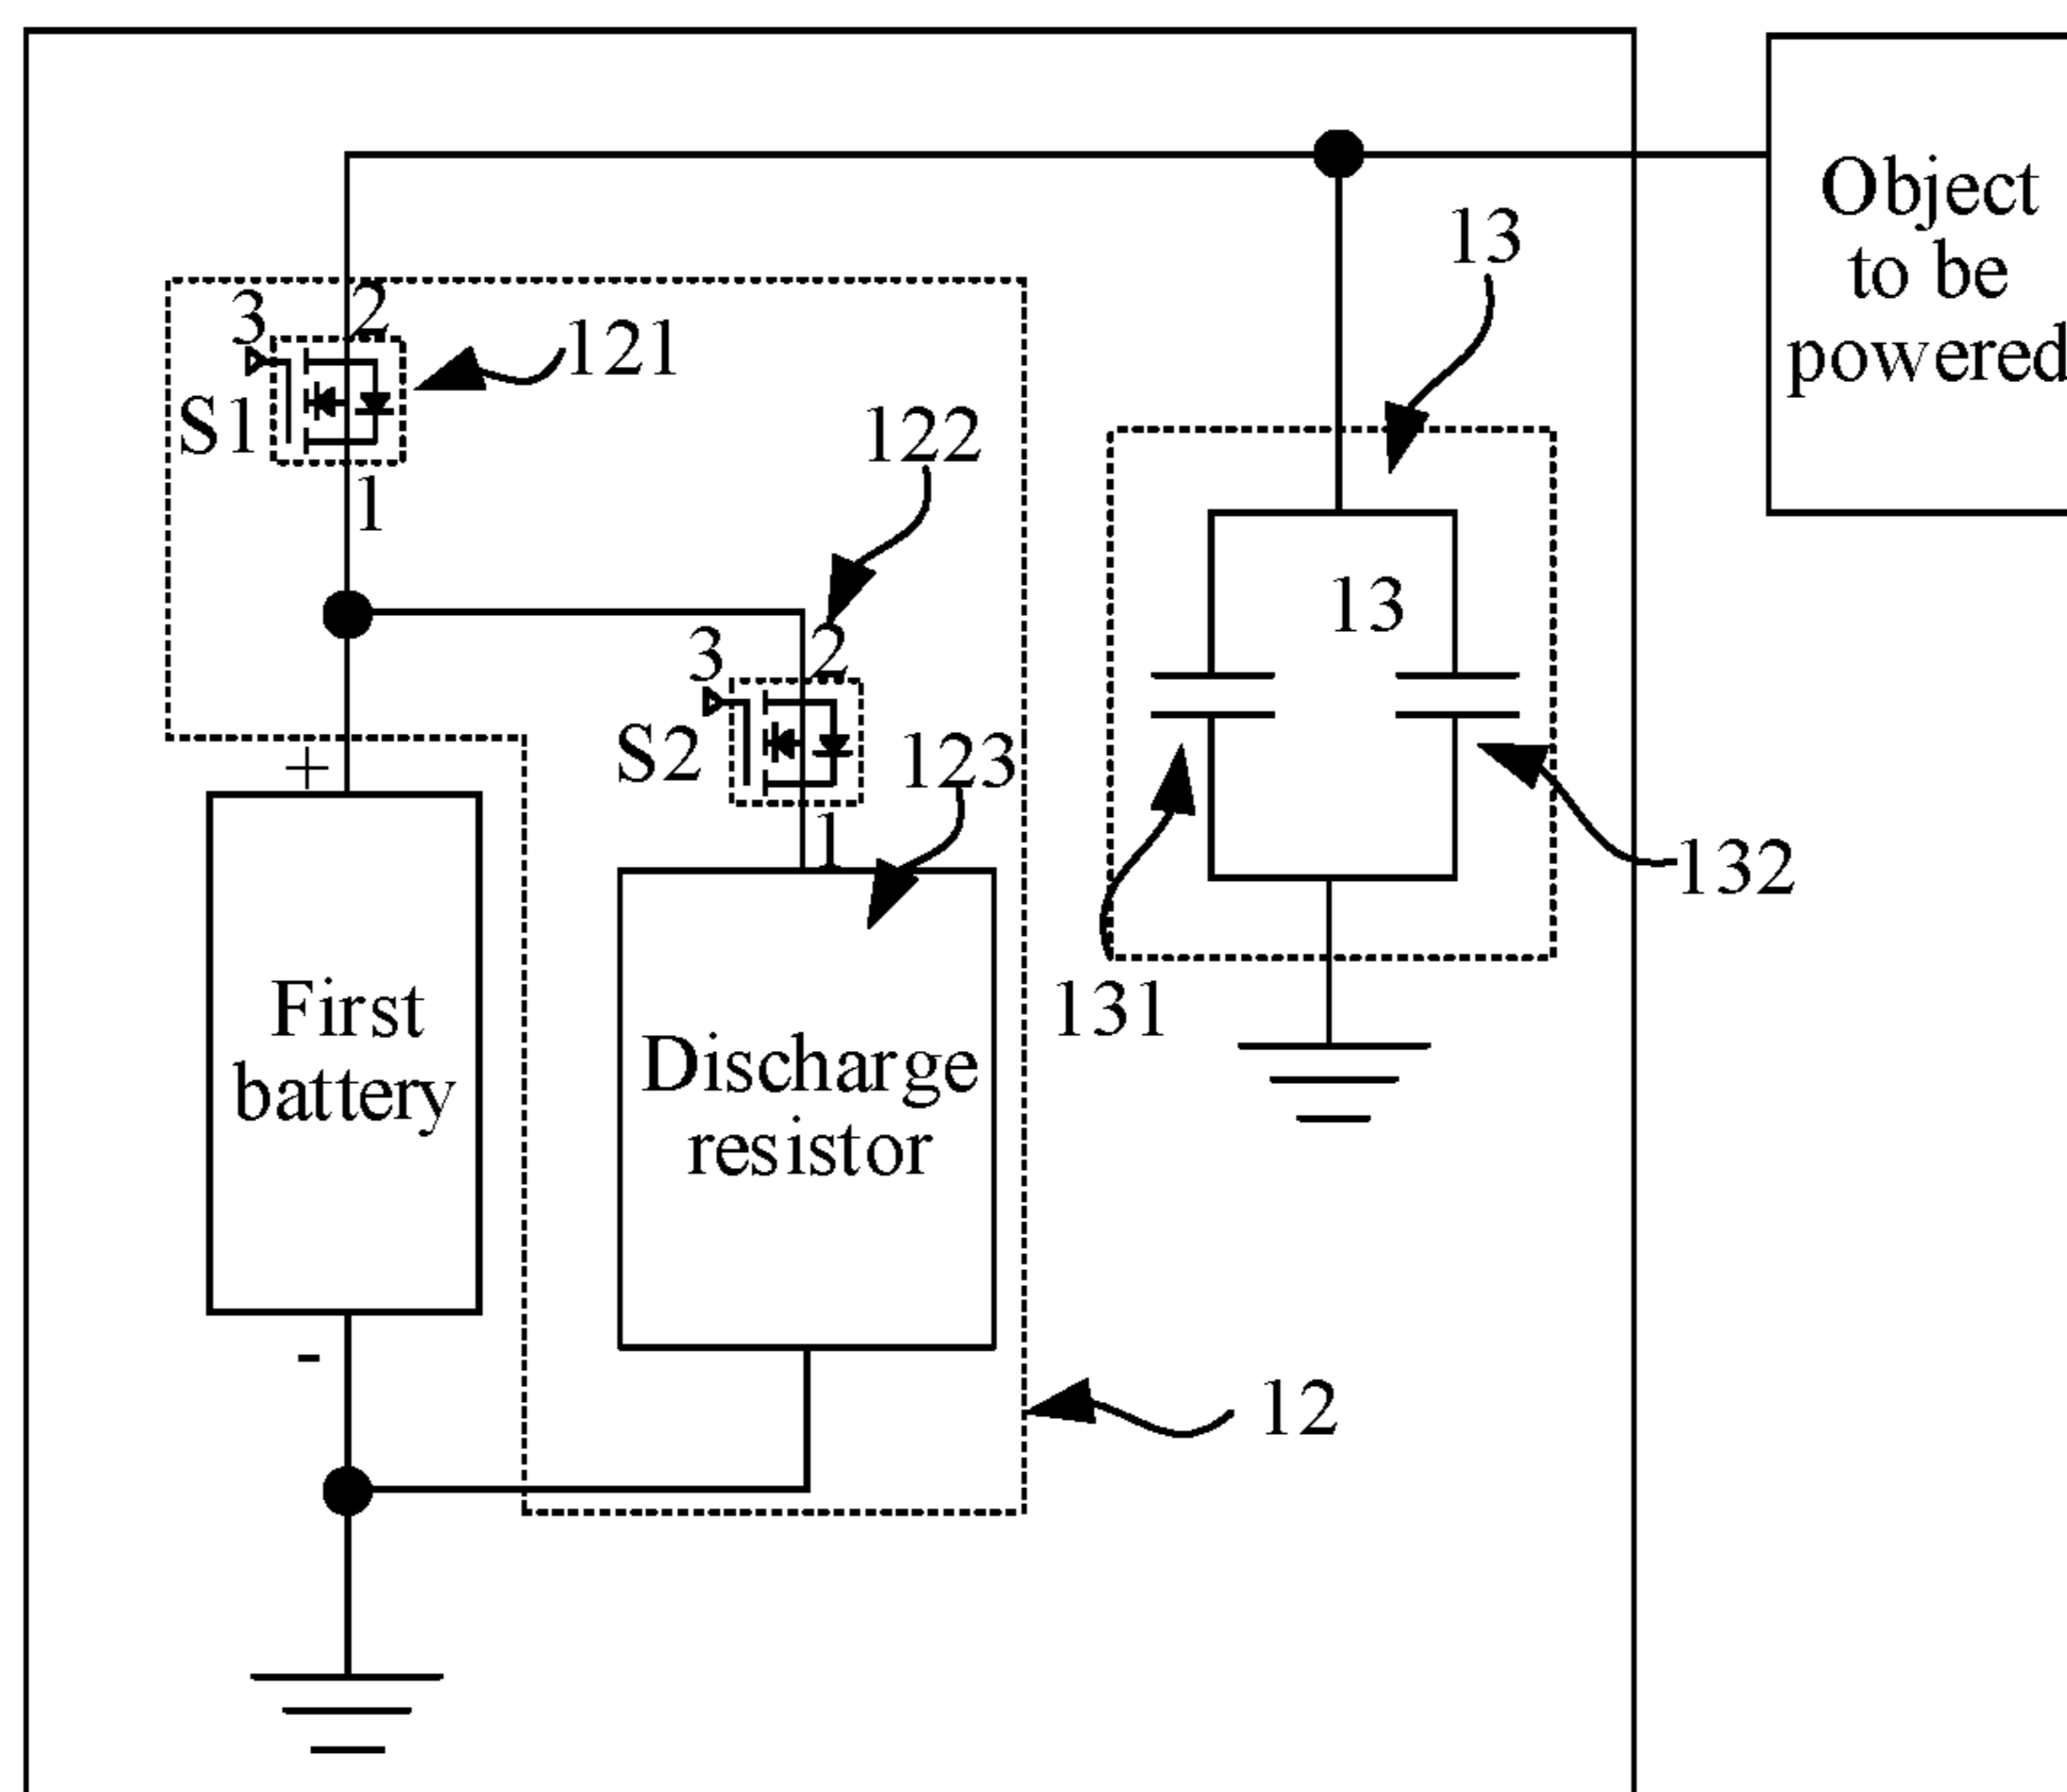 Object
to be
powered
13
3
2
121
S1
122
1
13
3
2
S2
123
1
132
First
battery
+
131
Discharge
resistor
-
12